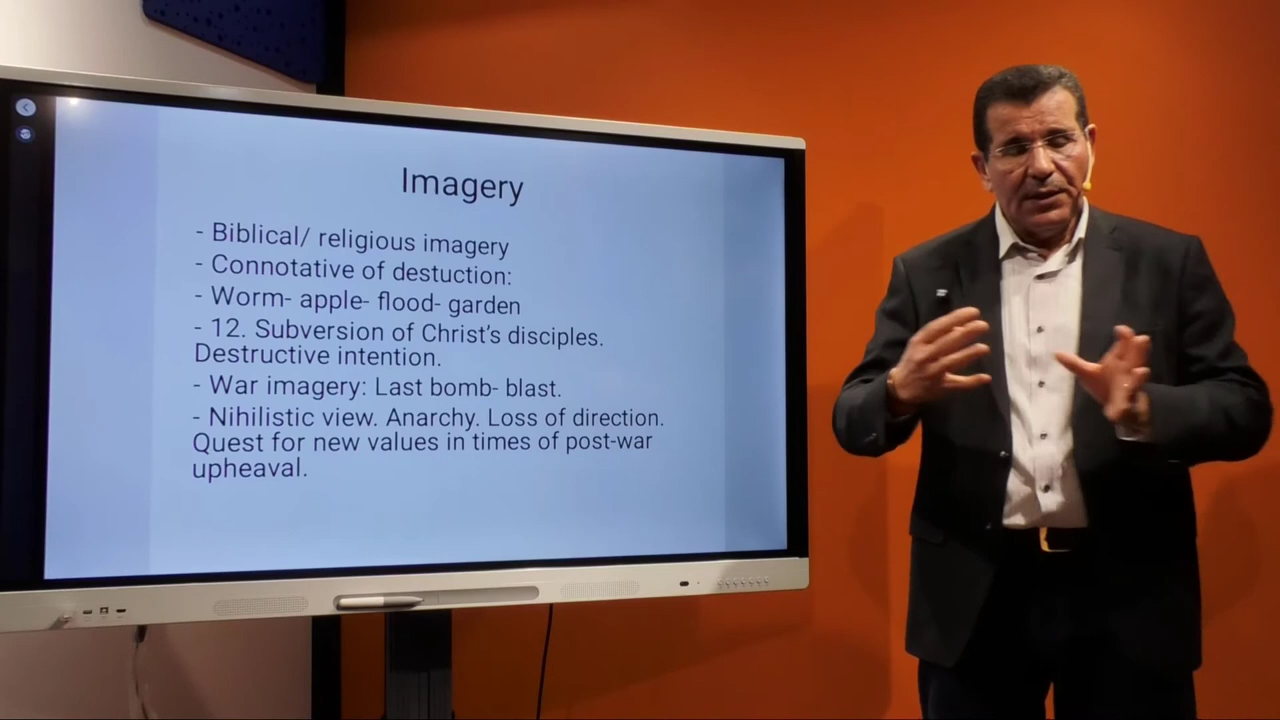 Imagery
- Biblical/ religious imagery
- Connotative of destuction:
- Worm- apple- flood- garden
- 12. Subversion of Christ's disciples.
Destructive intention.
- War imagery: Last bomb- blast.
- Nihilistic view. Anarchy. Loss of direction.
Quest for new values in times of post-war
upheaval.